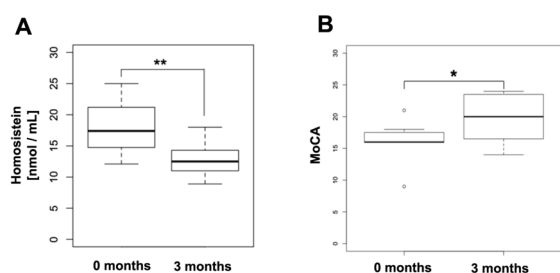 A
B
**
*
Homosistein
[nmol / mL]
30
25
20
15
10
5
0
0 months
3 months
MoCA
30
25
20
15
10
5
0
0 months
3 months